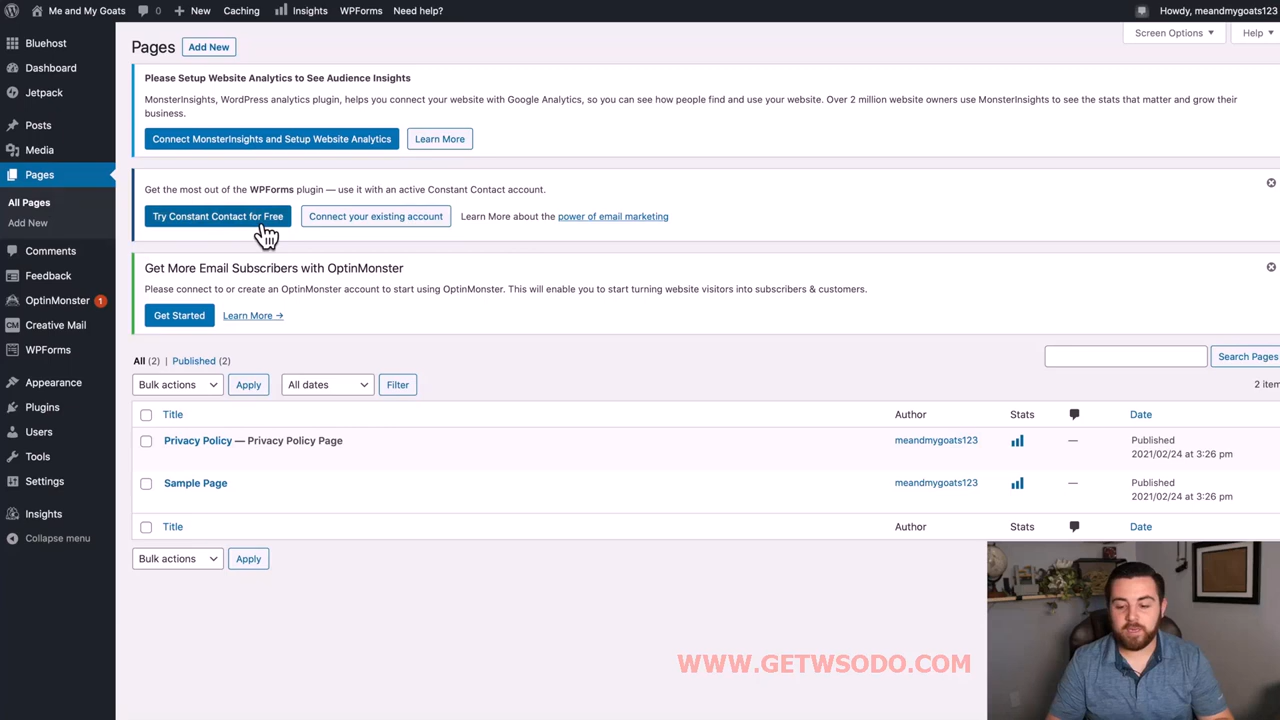 Me and My Goats 0 New Caching Insights WPForms Need help? Howdy, meandmygoats123
Bluehost
Dashboard
Jetpack
Posts
Media
Pages
All Pages
Add New
Comments
Feedback
OptinMonster 1
CM Creative Mail
WPForms
Appearance
Plugins
Users
Tools
Settings
Insights
Collapse menu
Screen Options Help
Pages Add New
Please Setup Website Analytics to See Audience Insights
MonsterInsights, WordPress analytics plugin, helps you connect your website with Google Analytics, so you can see how people find and use your website. Over 2 million website owners use MonsterInsights to see the stats that matter and grow their
business.
Connect MonsterInsights and Setup Website Analytics Learn More
Get the most out of the WPForms plugin — use it with an active Constant Contact account.
Try Constant Contact for Free Connect your existing account Learn More about the power of email marketing
Get More Email Subscribers with OptinMonster
Please connect to or create an OptinMonster account to start using OptinMonster. This will enable you to start turning website visitors into subscribers & customers.
Get Started Learn More →
All (2) | Published (2)
Search Pages
Bulk actions Apply All dates Filter
2 item
Title Author Stats Date
Privacy Policy — Privacy Policy Page meandmygoats123 — Published
2021/02/24 at 3:26 pm
Sample Page meandmygoats123 — Published
2021/02/24 at 3:26 pm
Title Author Stats Date
Bulk actions Apply
WWW.GETWSODO.COM